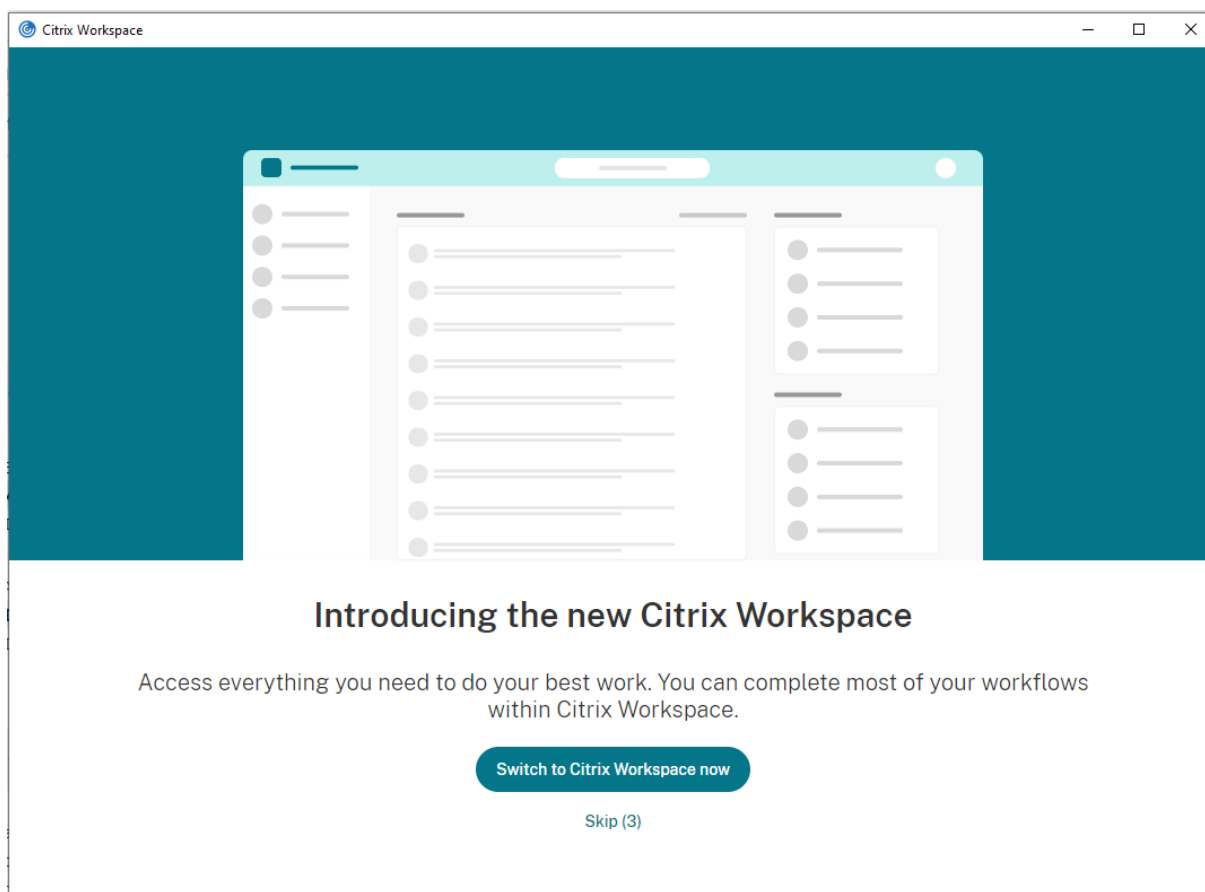 Citrix Workspace
Introducing the new Citrix Workspace
Access everything you need to do your best work. You can complete most of your workflows
within Citrix Workspace.
Switch to Citrix Workspace now
Skip (3)